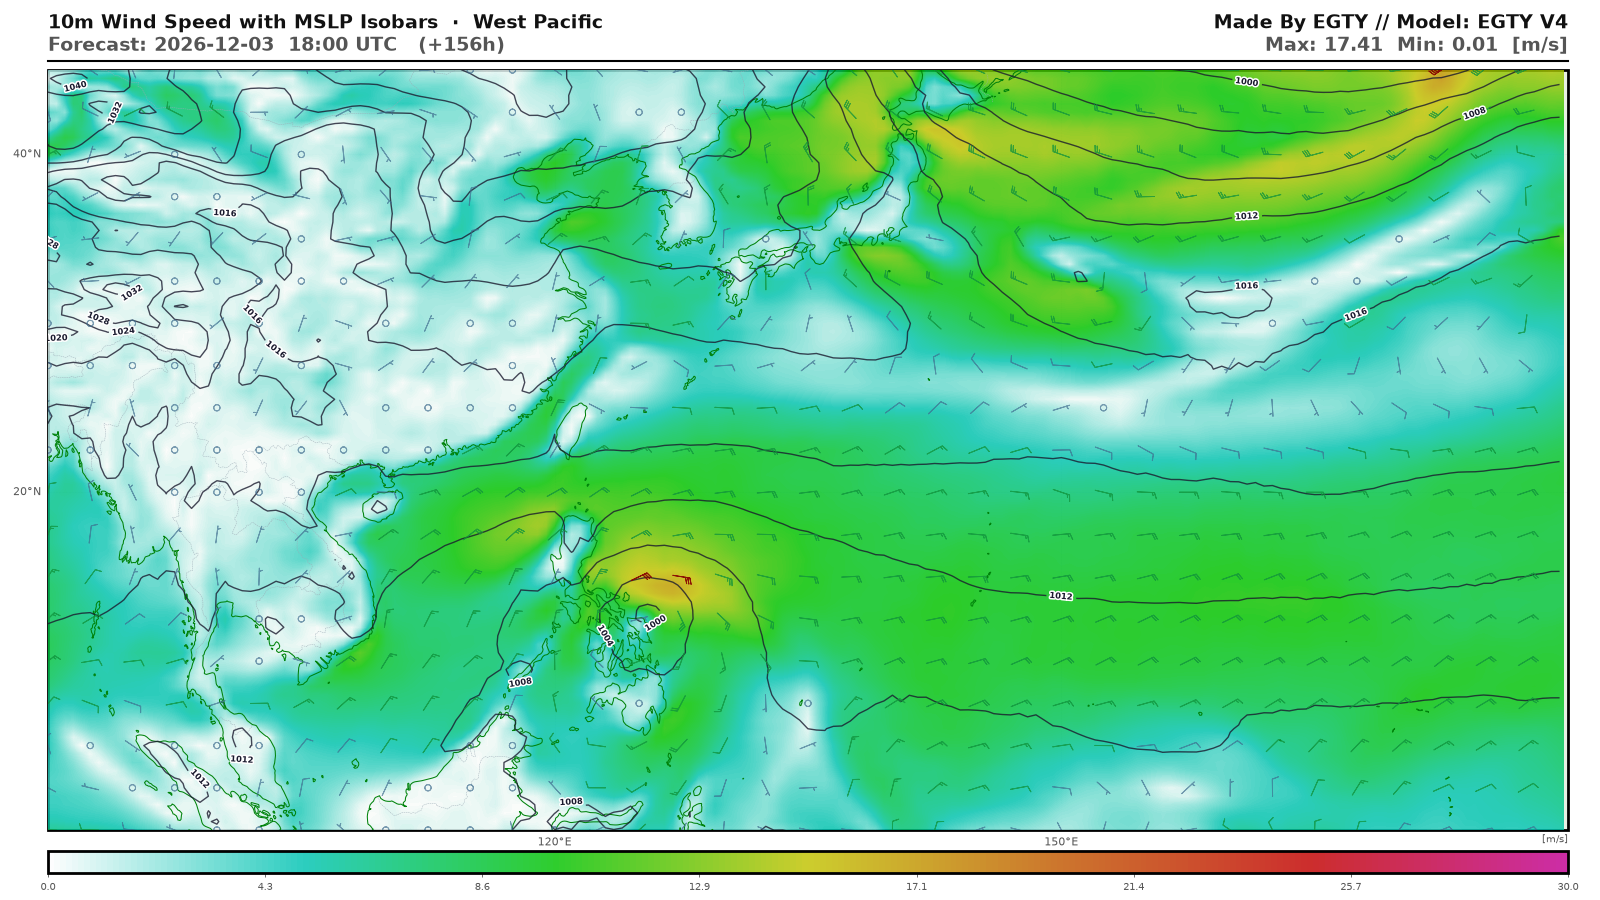 10m Wind Speed with MSLP Isobars · West Pacific
Made By EGTY // Model: EGTY V4
Forecast: 2026-12-03 18:00 UTC (+156h)
Max: 17.41 Min: 0.01 [m/s]
1040
1000
1032
1008
40°N
1016
1012
28
1032
1016
1028
1016
1016
1024
1020
1016
20°N
1012
1000
1004
1008
1012
1012
1008
120°E
150°E
[m/s]
0.0 4.3 8.6 12.9 17.1 21.4 25.7 30.0